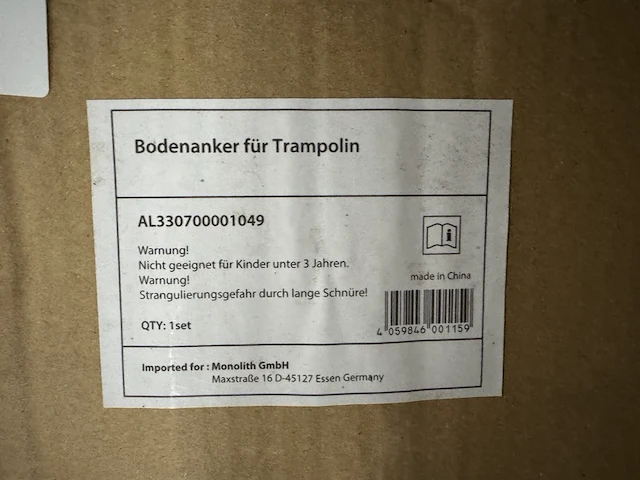 Bodenanker für Trampolin
AL330700001049
Warnung!
Nicht geeignet für Kinder unter 3 Jahren.
Warnung!
Strangulierungsgefahr durch lange Schnüre!
QTY: 1set
made in China
4 059846 001159
Imported for : Monolith GmbH
Maxstraße 16 D-45127 Essen Germany